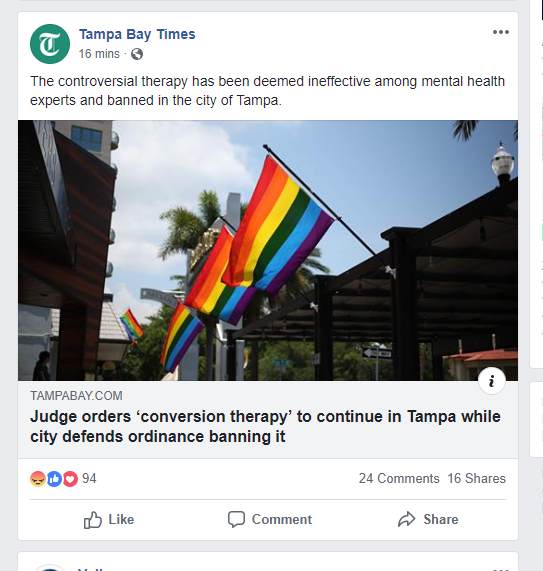 Tampa Bay Times
16 mins ·
The controversial therapy has been deemed ineffective among mental health
experts and banned in the city of Tampa.
TAMPABAY.COM
Judge orders ‘conversion therapy’ to continue in Tampa while
city defends ordinance banning it
94
24 Comments 16 Shares
Like Comment Share